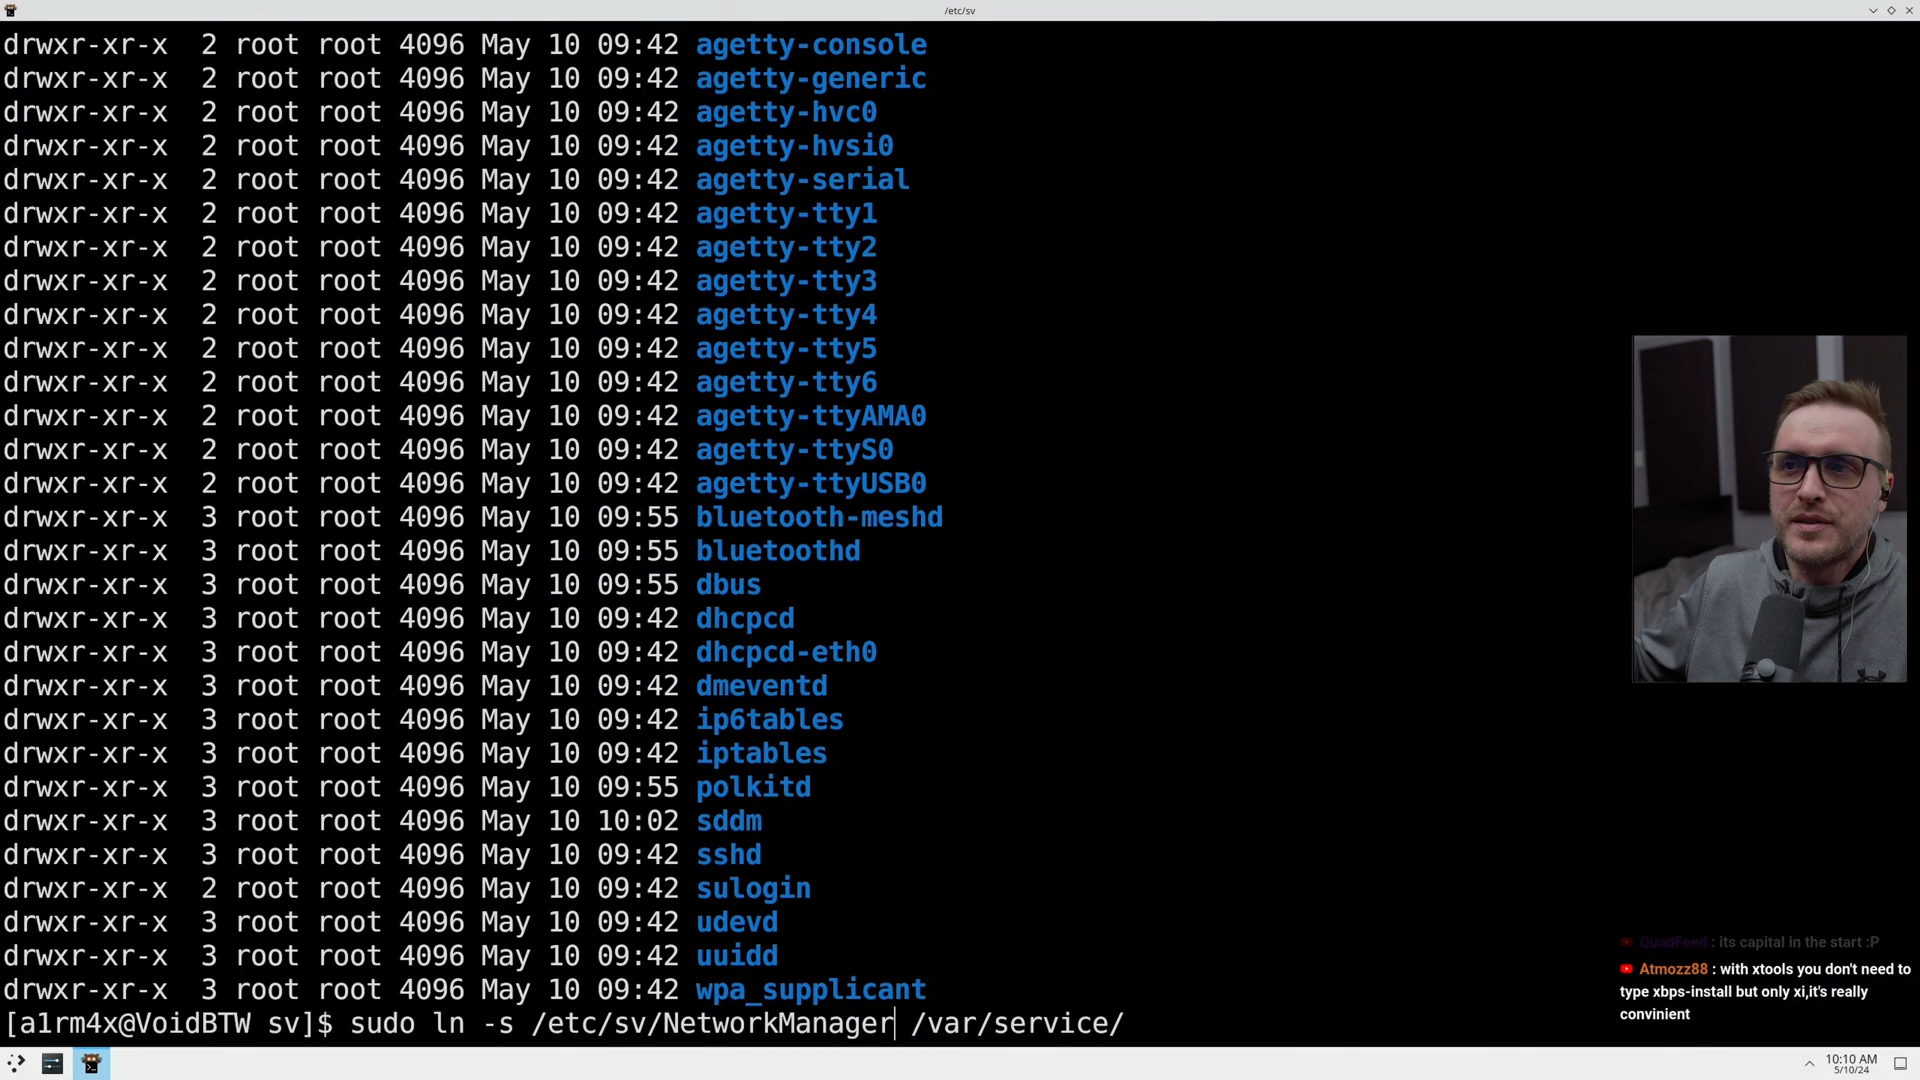 /etc/sv
drwxr-xr-x  2 root root 4096 May 10 09:42 agetty-console
drwxr-xr-x  2 root root 4096 May 10 09:42 agetty-generic
drwxr-xr-x  2 root root 4096 May 10 09:42 agetty-hvc0
drwxr-xr-x  2 root root 4096 May 10 09:42 agetty-hvsi0
drwxr-xr-x  2 root root 4096 May 10 09:42 agetty-serial
drwxr-xr-x  2 root root 4096 May 10 09:42 agetty-tty1
drwxr-xr-x  2 root root 4096 May 10 09:42 agetty-tty2
drwxr-xr-x  2 root root 4096 May 10 09:42 agetty-tty3
drwxr-xr-x  2 root root 4096 May 10 09:42 agetty-tty4
drwxr-xr-x  2 root root 4096 May 10 09:42 agetty-tty5
drwxr-xr-x  2 root root 4096 May 10 09:42 agetty-tty6
drwxr-xr-x  2 root root 4096 May 10 09:42 agetty-ttyAMA0
drwxr-xr-x  2 root root 4096 May 10 09:42 agetty-ttyS0
drwxr-xr-x  2 root root 4096 May 10 09:42 agetty-ttyUSB0
drwxr-xr-x  3 root root 4096 May 10 09:55 bluetooth-meshd
drwxr-xr-x  3 root root 4096 May 10 09:55 bluetoothd
drwxr-xr-x  3 root root 4096 May 10 09:55 dbus
drwxr-xr-x  3 root root 4096 May 10 09:42 dhcpcd
drwxr-xr-x  3 root root 4096 May 10 09:42 dhcpcd-eth0
drwxr-xr-x  3 root root 4096 May 10 09:42 dmeventd
drwxr-xr-x  3 root root 4096 May 10 09:42 ip6tables
drwxr-xr-x  3 root root 4096 May 10 09:42 iptables
drwxr-xr-x  3 root root 4096 May 10 09:55 polkitd
drwxr-xr-x  3 root root 4096 May 10 10:02 sddm
drwxr-xr-x  3 root root 4096 May 10 09:42 sshd
drwxr-xr-x  2 root root 4096 May 10 09:42 sulogin
drwxr-xr-x  3 root root 4096 May 10 09:42 udevd
drwxr-xr-x  3 root root 4096 May 10 09:42 uuidd
drwxr-xr-x  3 root root 4096 May 10 09:42 wpa_supplicant
[a1rm4x@VoidBTW sv]$ sudo ln -s /etc/sv/NetworkManager /var/service/
QuadFeed : its capital in the start :P
Atmozz88 : with xtools you don't need to
type xbps-install but only xi,it's really
convinient
10:10 AM
5/10/24